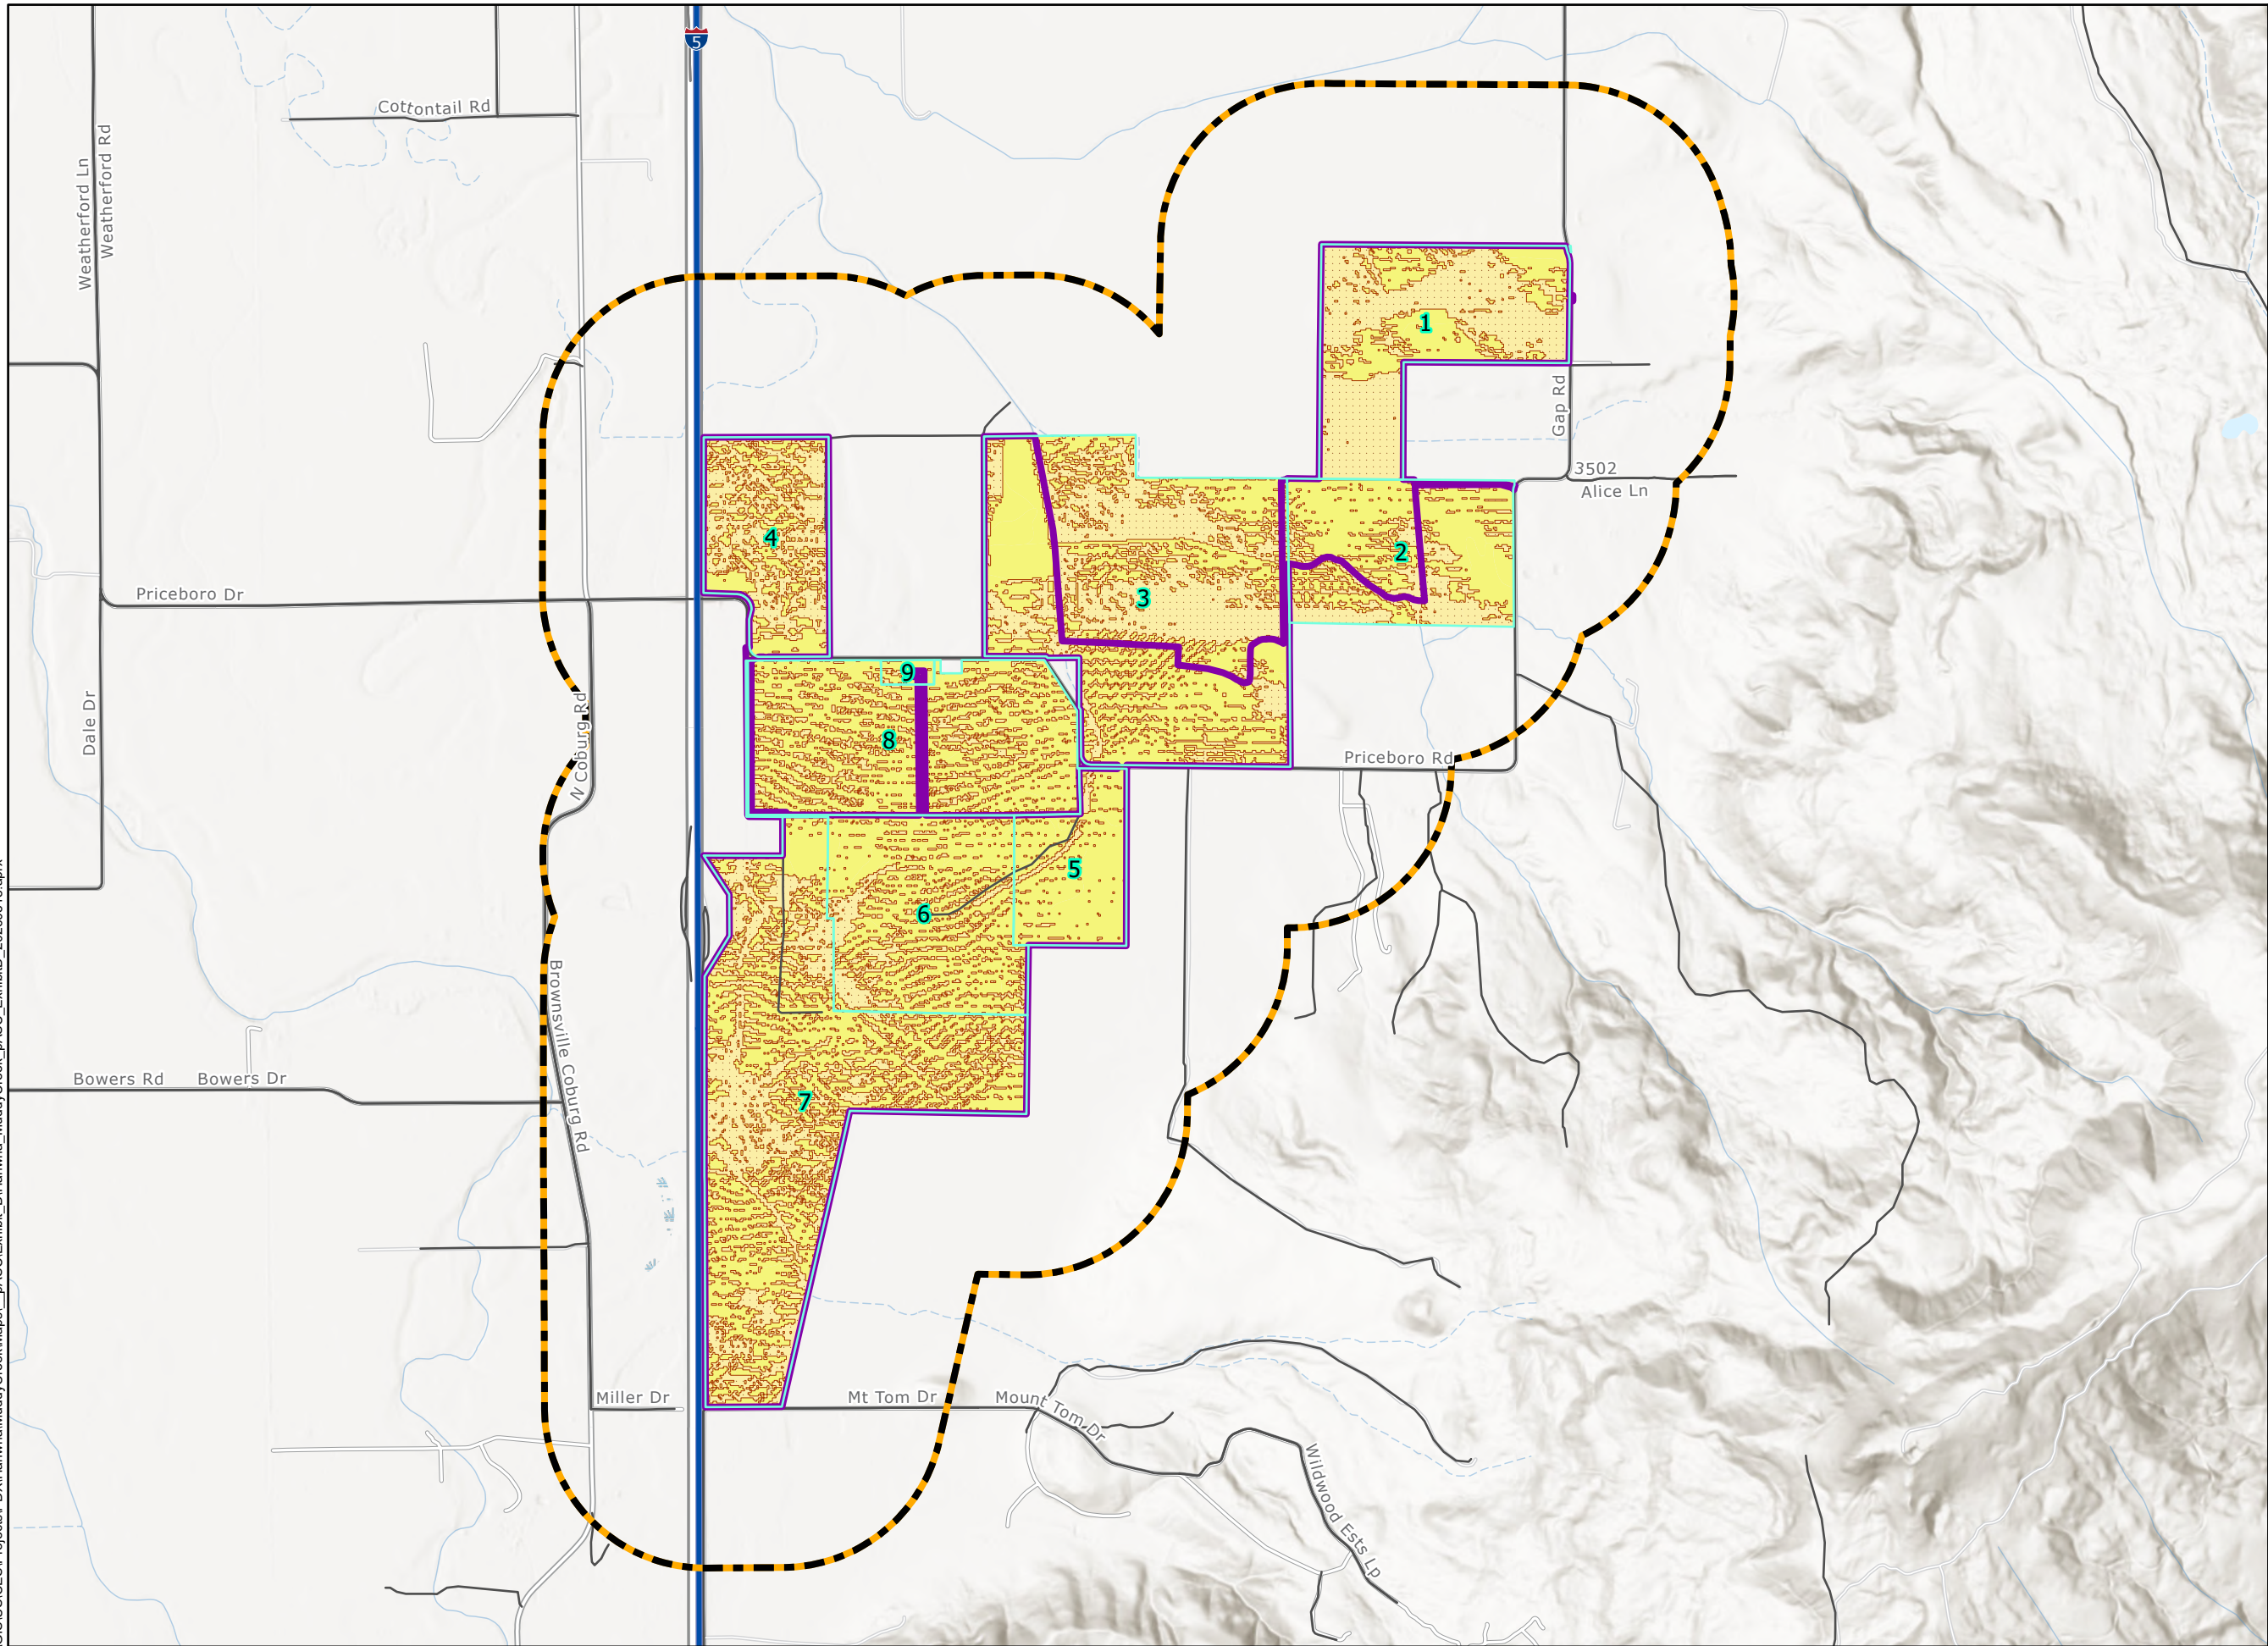 5
Cottontail Rd
Weatherford Ln
Weatherford Rd
1
Gap Rd
3502
Alice Ln
4
2
3
Priceboro Dr
9
N Coburg Rd
Dale Dr
8
Priceboro Rd
5
6
Brownsville Coburg Rd
Bowers Rd
Bowers Dr
7
Miller Dr
Mt Tom Dr
Mount Tom Dr
Wildwood Ests Lp